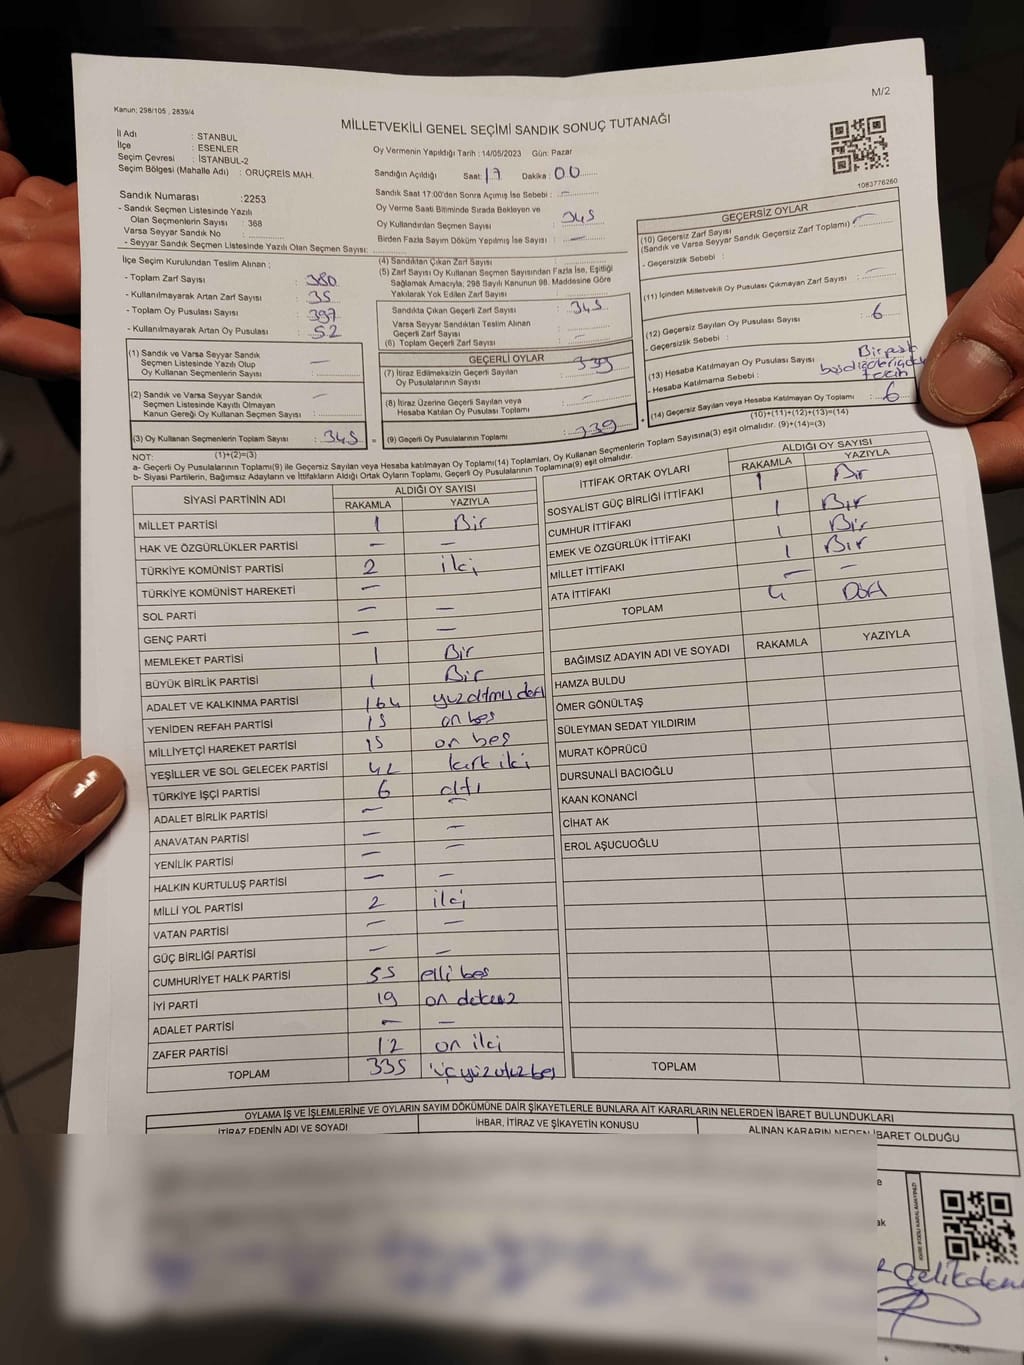 M/2
Kanun; 298/105 , 2839/4
MİLLETVEKİLİ GENEL SEÇİMİ SANDIK SONUÇ TUTANAĞI
İl Adı : İSTANBUL
İlçe : ESENLER
Seçim Çevresi : İSTANBUL-2
Seçim Bölgesi (Mahalle Adı) : ORUÇREİS MAH.
Oy Vermenin Yapıldığı Tarih : 14/05/2023 Gün: Pazar
Sandığın Açıldığı Saat: 17 Dakika : 00
1083776260
Sandık Numarası : 2253
- Sandık Seçmen Listesinde Yazılı
Olan Seçmenlerin Sayısı : 368
Varsa Seyyar Sandık No :
- Seyyar Sandık Seçmen Listesinde Yazılı Olan Seçmen Sayısı:
Sandık Saat 17:00'den Sonra Açımış İse Sebebi : –
Oy Verme Saati Bitiminde Sırada Bekleyen ve
Oy Kullandırılan Seçmen Sayısı : 345
Birden Fazla Sayım Döküm Yapılmış İse Sayısı : –
İlçe Seçim Kurulundan Teslim Alınan ;
- Toplam Zarf Sayısı : 380
- Kullanılmayarak Artan Zarf Sayısı : 35
- Toplam Oy Pusulası Sayısı : 397
- Kullanılmayarak Artan Oy Pusulası : 52
(1) Sandık ve Varsa Seyyar Sandık
Seçmen Listesinde Yazılı Olup
Oy Kullanan Seçmenlerin Sayısı : –
(2) Sandık ve Varsa Seyyar Sandık
Seçmen Listesinde Kayıtlı Olmayan
Kanun Gereği Oy Kullanan Seçmen Sayısı : –
(3) Oy Kullanan Seçmenlerin Toplam Sayısı : 345
(1)+(2)=(3)
(4) Sandıktan Çıkan Zarf Sayısı :
(5) Zarf Sayısı Oy Kullanan Seçmen Sayısından Fazla İse, Eşitliği
Sağlamak Amacıyla; 298 Sayılı Kanunun 98. Maddesine Göre
Yakılarak Yok Edilen Zarf Sayısı :
Sandıkta Çıkan Geçerli Zarf Sayısı : 345
Varsa Seyyar Sandıktan Teslim Alınan
Geçerli Zarf Sayısı : –
(6) Toplam Geçerli Zarf Sayısı :
GEÇERLİ OYLAR
(7) İtiraz Edilmeksizin Geçerli Sayılan
Oy Pusulalarının Sayısı : 339
(8) İtiraz Üzerine Geçerli Sayılan veya
Hesaba Katılan Oy Pusulası Toplamı : –
(9) Geçerli Oy Pusulalarının Toplamı : 339
GEÇERSİZ OYLAR
(10) Geçersiz Zarf Sayısı
(Sandık ve Varsa Seyyar Sandık Geçersiz Zarf Toplamı) : –
- Geçersizlik Sebebi :
(11) İçinden Milletvekili Oy Pusulası Çıkmayan Zarf Sayısı : –
(12) Geçersiz Sayılan Oy Pusulası Sayısı : 6
- Geçersizlik Sebebi :
(13) Hesaba Katılmayan Oy Pusulası Sayısı
- Hesaba Katılmama Sebebi :
(14) Geçersiz Sayılan veya Hesaba Katılmayan Oy Toplamı : 6
(10)+(11)+(12)+(13)=(14)
NOT:
a- Geçerli Oy Pusulalarının Toplamı(9) ile Geçersiz Sayılan veya Hesaba katılmayan Oy Toplamı(14) Toplamları, Oy Kullanan Seçmenlerin Toplam Sayısına(3) eşit olmalıdır. (9)+(14)=(3)
b- Siyasi Partilerin, Bağımsız Adayların ve İttifakların Aldığı Ortak Oyların Toplamı, Geçerli Oy Pusulalarının Toplamına(9) eşit olmalıdır.
SİYASİ PARTİNİN ADI ALDIĞI OY SAYISI
RAKAMLA YAZIYLA
MİLLET PARTİSİ 1 Bir
HAK VE ÖZGÜRLÜKLER PARTİSİ – –
TÜRKİYE KOMÜNİST PARTİSİ 2 iki
TÜRKİYE KOMÜNİST HAREKETİ –
SOL PARTİ – –
GENÇ PARTİ – –
MEMLEKET PARTİSİ 1 Bir
BÜYÜK BİRLİK PARTİSİ 1 Bir
ADALET VE KALKINMA PARTİSİ 164 yüzaltmışdört
YENİDEN REFAH PARTİSİ 15 on beş
MİLLİYETÇİ HAREKET PARTİSİ 15 on beş
YEŞİLLER VE SOL GELECEK PARTİSİ 42 kırk iki
TÜRKİYE İŞÇİ PARTİSİ 6 altı
ADALET BİRLİK PARTİSİ – –
ANAVATAN PARTİSİ – –
YENİLİK PARTİSİ – –
HALKIN KURTULUŞ PARTİSİ – –
MİLLİ YOL PARTİSİ 2 iki
VATAN PARTİSİ – –
GÜÇ BİRLİĞİ PARTİSİ – –
CUMHURİYET HALK PARTİSİ 55 elli beş
İYİ PARTİ 19 on dokuz
ADALET PARTİSİ – –
ZAFER PARTİSİ 12 on iki
TOPLAM 335 üçyüzotuzbeş
İTTİFAK ORTAK OYLARI ALDIĞI OY SAYISI
RAKAMLA YAZIYLA
SOSYALİST GÜÇ BİRLİĞİ İTTİFAKI 1 Bir
CUMHUR İTTİFAKI 1 Bir
EMEK VE ÖZGÜRLÜK İTTİFAKI 1 Bir
MİLLET İTTİFAKI 1 Bir
ATA İTTİFAKI – –
TOPLAM 4 Dört
BAĞIMSIZ ADAYIN ADI VE SOYADI RAKAMLA YAZIYLA
HAMZA BULDU
ÖMER GÖNÜLTAŞ
SÜLEYMAN SEDAT YILDIRIM
MURAT KÖPRÜCÜ
DURSUNALİ BACIOĞLU
KAAN KONANCİ
CİHAT AK
EROL AŞUCUOĞLU
TOPLAM
OYLAMA İŞ VE İŞLEMLERİNE VE OYLARIN SAYIM DÖKÜMÜNE DAİR ŞİKAYETLERLE BUNLARA AİT KARARLARIN NELERDEN İBARET BULUNDUKLARI
İTİRAZ EDENİN ADI VE SOYADI İHBAR, İTİRAZ VE ŞİKAYETİN KONUSU ALINAN KARARIN NEDEN İBARET OLDUĞU